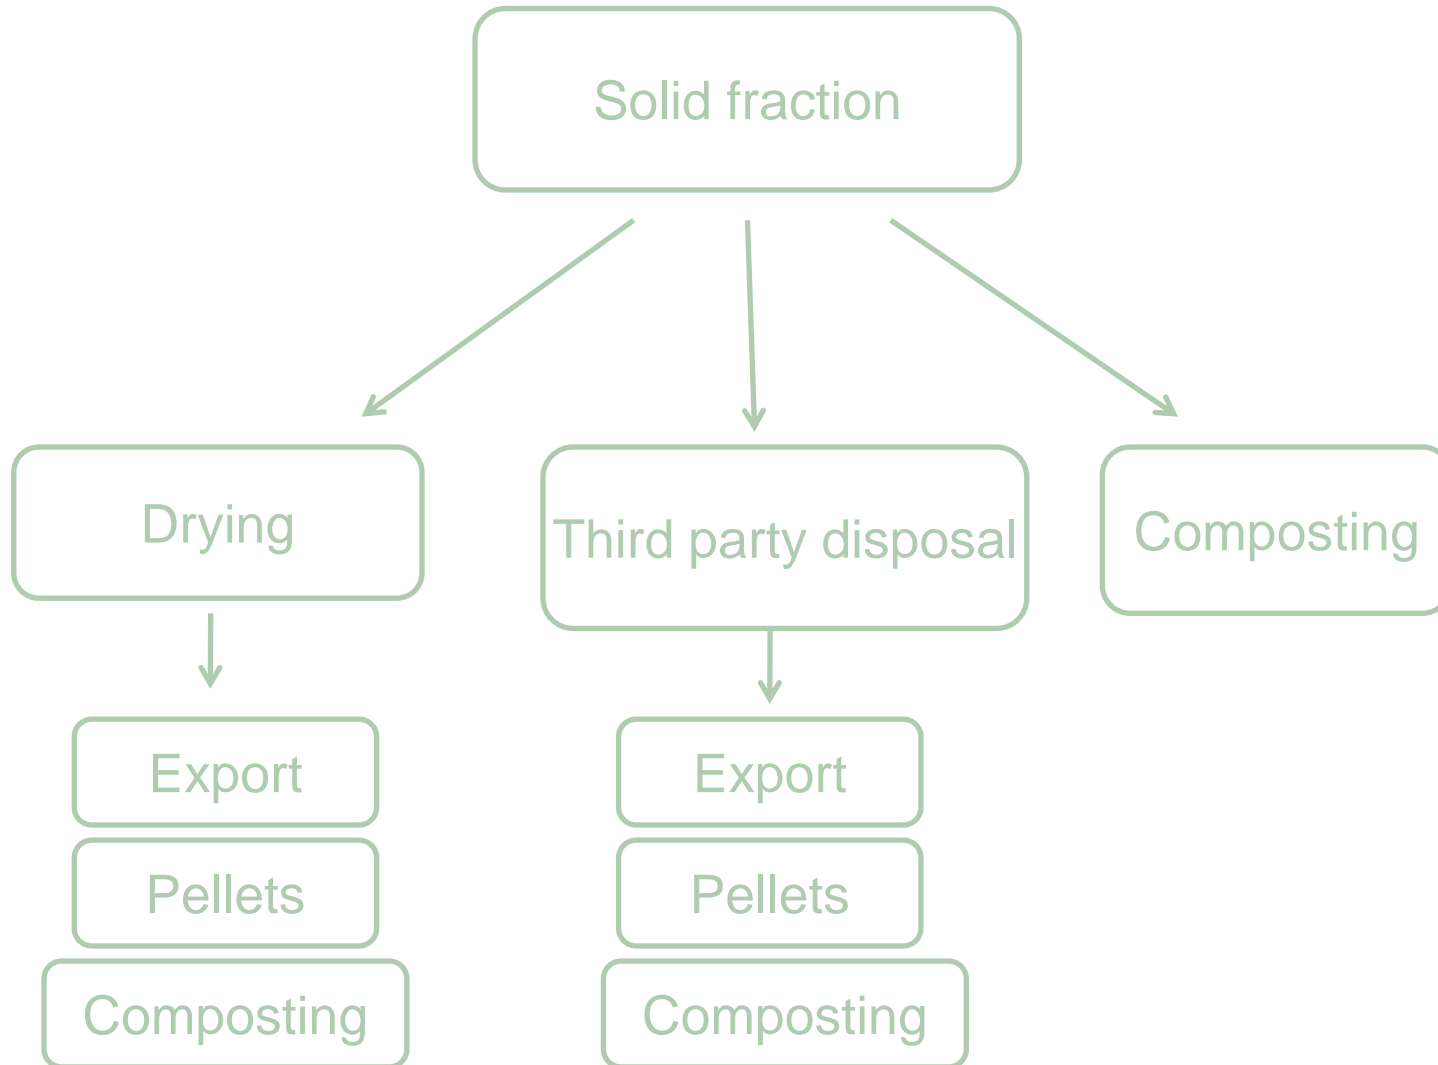 Solid fraction
Drying
Third party disposal
Composting
Export
Export
Pellets
Pellets
Composting
Composting